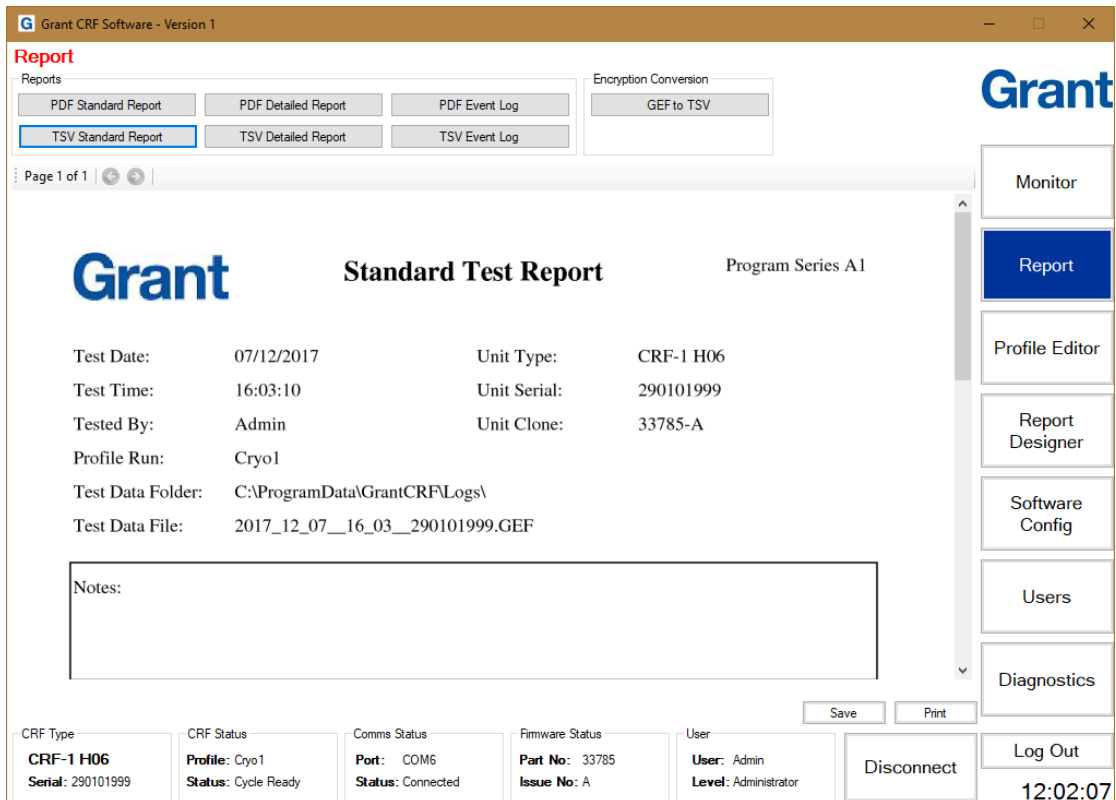 G Grant CRF Software - Version 1
Report
Reports
Encryption Conversion
PDF Standard Report
PDF Detailed Report
PDF Event Log
GEF to TSV
TSV Standard Report
TSV Detailed Report
TSV Event Log
Page 1 of 1
Grant
Standard Test Report
Program Series A1
Test Date: 07/12/2017 Unit Type: CRF-1 H06
Test Time: 16:03:10 Unit Serial: 290101999
Tested By: Admin Unit Clone: 33785-A
Profile Run: Cryo1
Test Data Folder: C:\ProgramData\GrantCRF\Logs\
Test Data File: 2017_12_07__16_03__290101999.GEF
Notes:
Save
Print
Grant
Monitor
Report
Profile Editor
Report
Designer
Software
Config
Users
Diagnostics
Log Out
12:02:07
CRF Type
CRF-1 H06
Serial: 290101999
CRF Status
Profile: Cryo1
Status: Cycle Ready
Comms Status
Port: COM6
Status: Connected
Firmware Status
Part No: 33785
Issue No: A
User
User: Admin
Level: Administrator
Disconnect